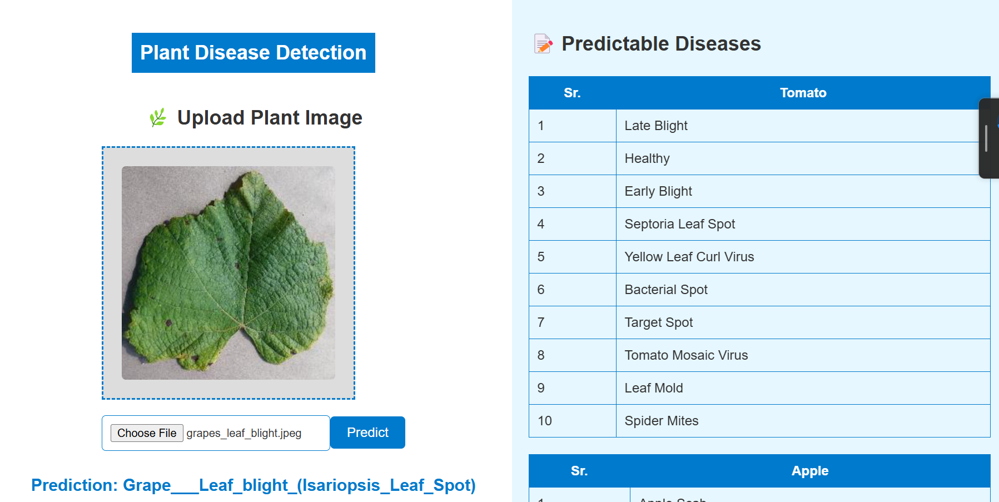 Plant Disease Detection
Upload Plant Image
Choose File grapes_leaf_blight.jpeg
Predict
Prediction: Grape___Leaf_blight_(Isariopsis_Leaf_Spot)
Predictable Diseases
Sr. Tomato
1 Late Blight
2 Healthy
3 Early Blight
4 Septoria Leaf Spot
5 Yellow Leaf Curl Virus
6 Bacterial Spot
7 Target Spot
8 Tomato Mosaic Virus
9 Leaf Mold
10 Spider Mites
Sr. Apple
1 Apple Scab